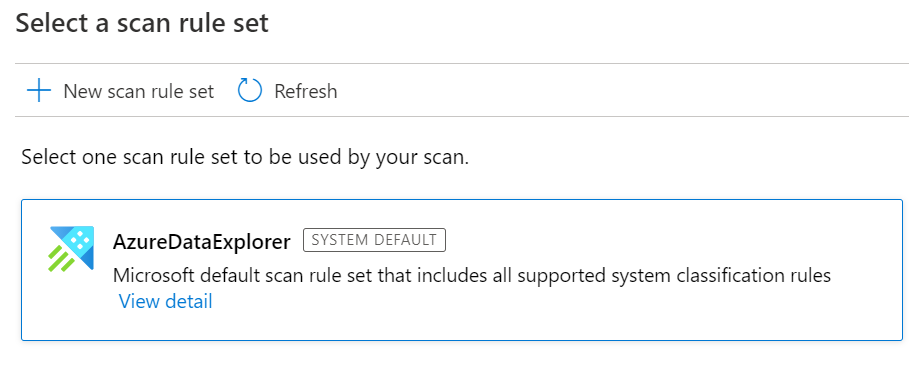 Select a scan rule set
New scan rule set Refresh
Select one scan rule set to be used by your scan.
AzureDataExplorer SYSTEM DEFAULT
Microsoft default scan rule set that includes all supported system classification rules
View detail